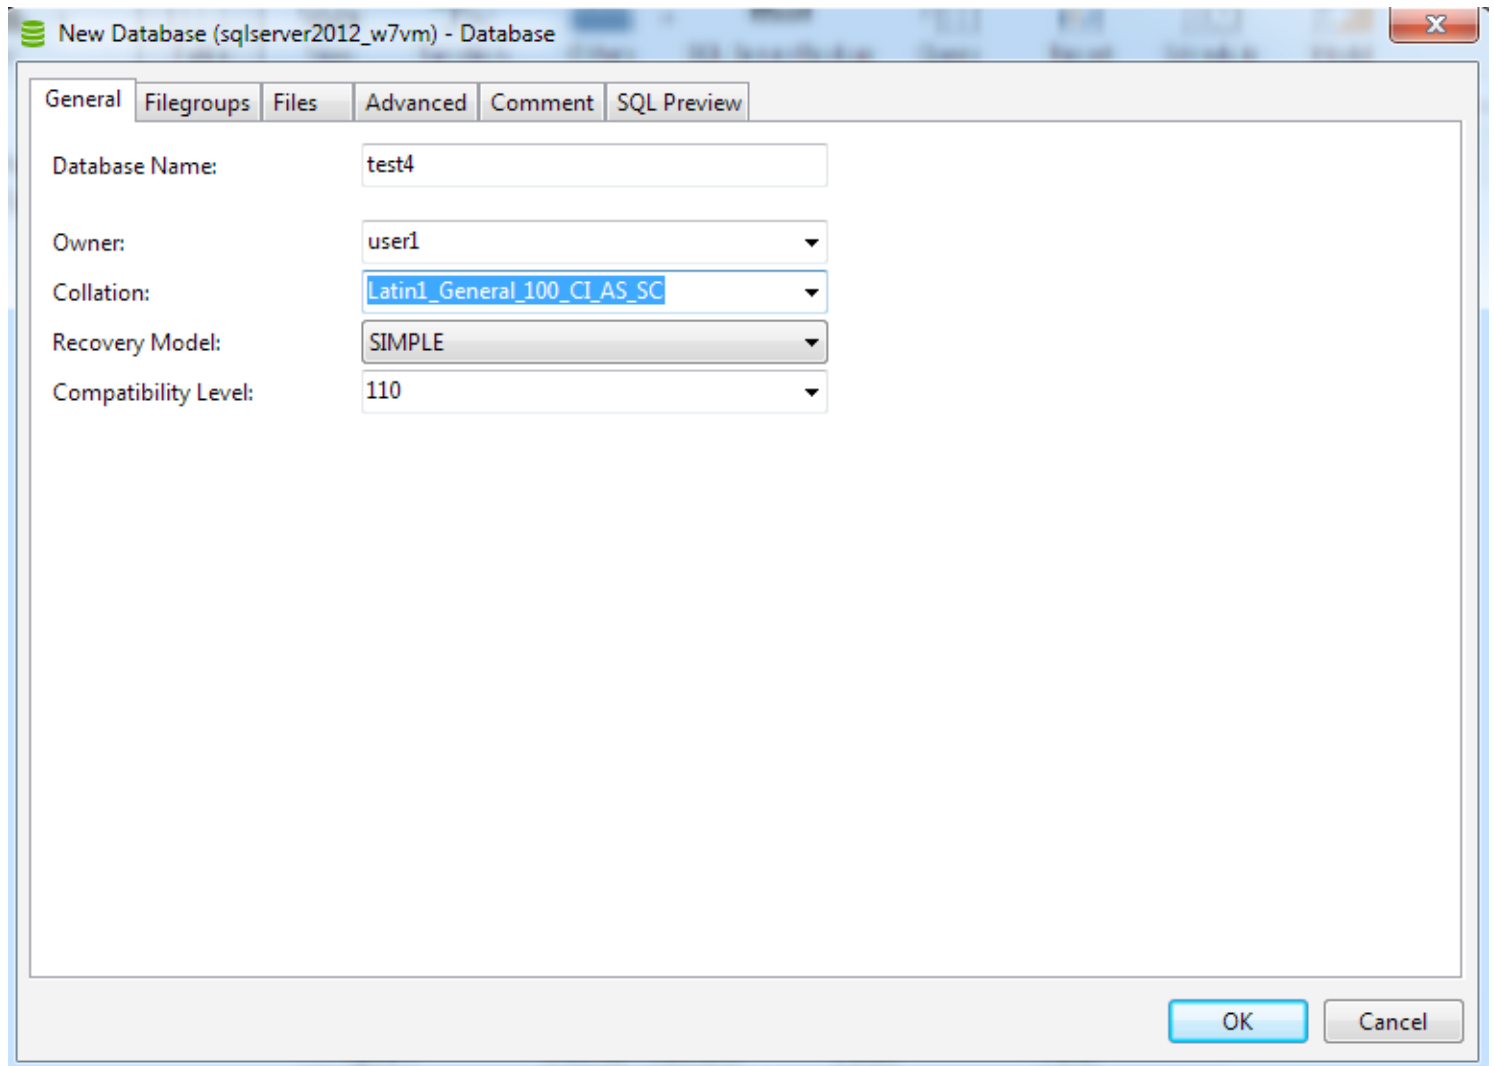 New Database (sqlserver2012_w7vm) - Database
General Filegroups Files Advanced Comment SQL Preview
Database Name: test4
Owner: user1
Collation: Latin1_General_100_CI_AS_SC
Recovery Model: SIMPLE
Compatibility Level: 110
OK Cancel